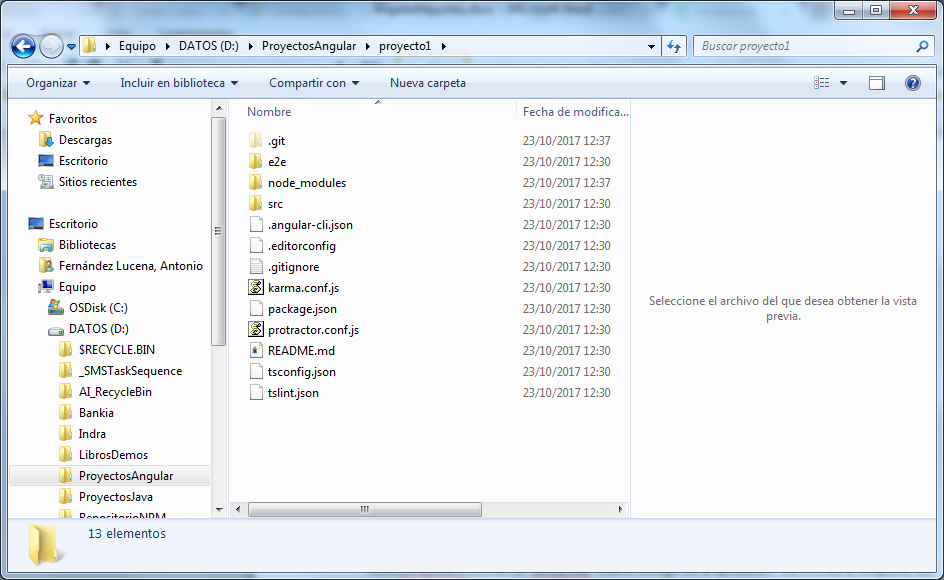 Equipo DATOS (D:) ProyectosAngular proyecto1
Buscar proyecto1
Organizar Incluir en biblioteca Compartir con Nueva carpeta
Favoritos
Descargas
Escritorio
Sitios recientes
Escritorio
Bibliotecas
Fernández Lucena, Antonio
Equipo
OSDisk (C:)
DATOS (D:)
$RECYCLE.BIN
_SMSTaskSequence
AI_RecycleBin
Bankia
Indra
LibrosDemos
ProyectosAngular
ProyectosJava
RepositorioNPM
Nombre Fecha de modifica...
.git 23/10/2017 12:37
e2e 23/10/2017 12:30
node_modules 23/10/2017 12:37
src 23/10/2017 12:30
.angular-cli.json 23/10/2017 12:30
.editorconfig 23/10/2017 12:30
.gitignore 23/10/2017 12:30
karma.conf.js 23/10/2017 12:30
package.json 23/10/2017 12:30
protractor.conf.js 23/10/2017 12:30
README.md 23/10/2017 12:30
tsconfig.json 23/10/2017 12:30
tslint.json 23/10/2017 12:30
Seleccione el archivo del que desea obtener la vista
previa.
13 elementos